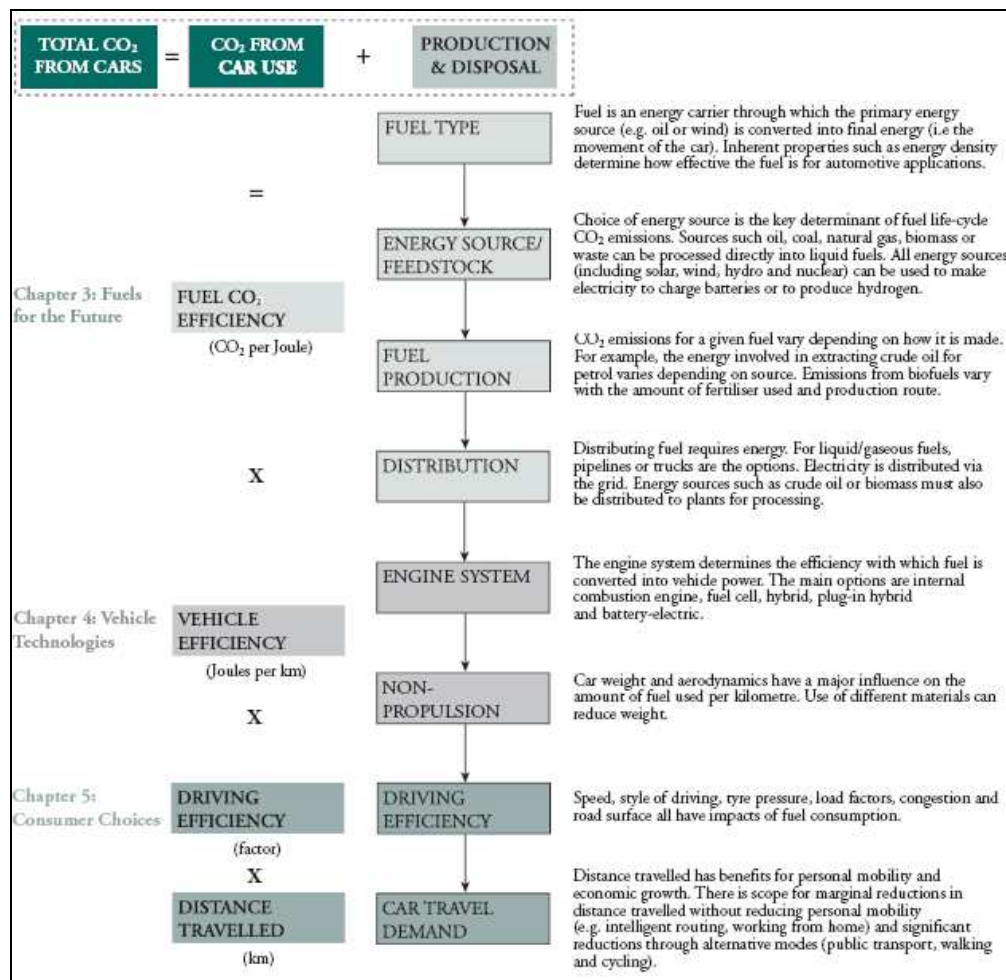 TOTAL CO₂
FROM CARS
=
CO₂ FROM
CAR USE
+
PRODUCTION
& DISPOSAL
FUEL TYPE
Fuel is an energy carrier through which the primary energy
source (e.g. oil or wind) is converted into final energy (i.e the
movement of the car). Inherent properties such as energy density
determine how effective the fuel is for automotive applications.
=
ENERGY SOURCE/
FEEDSTOCK
Choice of energy source is the key determinant of fuel life-cycle
CO₂ emissions. Sources such oil, coal, natural gas, biomass or
waste can be processed directly into liquid fuels. All energy sources
(including solar, wind, hydro and nuclear) can be used to make
electricity to charge batteries or to produce hydrogen.
Chapter 3: Fuels
for the Future
FUEL CO₂
EFFICIENCY
(CO₂ per Joule)
FUEL
PRODUCTION
CO₂ emissions for a given fuel vary depending on how it is made.
For example, the energy involved in extracting crude oil for
petrol varies depending on source. Emissions from biofuels vary
with the amount of fertiliser used and production route.
X
DISTRIBUTION
Distributing fuel requires energy. For liquid/gaseous fuels,
pipelines or trucks are the options. Electricity is distributed via
the grid. Energy sources such as crude oil or biomass must also
be distributed to plants for processing.
ENGINE SYSTEM
The engine system determines the efficiency with which fuel is
converted into vehicle power. The main options are internal
combustion engine, fuel cell, hybrid, plug-in hybrid
and battery-electric.
Chapter 4: Vehicle
Technologies
VEHICLE
EFFICIENCY
(Joules per km)
X
NON-
PROPULSION
Car weight and aerodynamics have a major influence on the
amount of fuel used per kilometre. Use of different materials can
reduce weight.
Chapter 5:
Consumer Choices
DRIVING
EFFICIENCY
(factor)
DRIVING
EFFICIENCY
Speed, style of driving, tyre pressure, load factors, congestion and
road surface all have impacts of fuel consumption.
X
DISTANCE
TRAVELLED
(km)
CAR TRAVEL
DEMAND
Distance travelled has benefits for personal mobility and
economic growth. There is scope for marginal reductions in
distance travelled without reducing personal mobility
(e.g. intelligent routing, working from home) and significant
reductions through alternative modes (public transport, walking
and cycling).